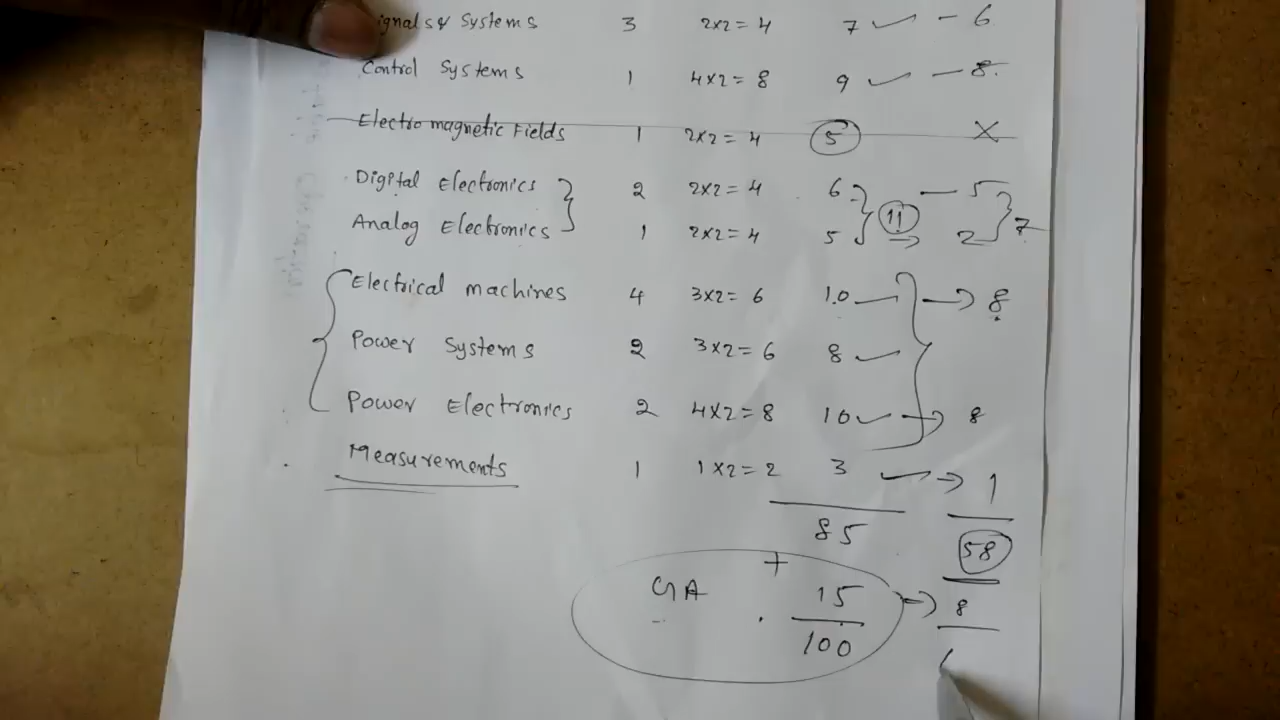 ignals & Systems 3 2x2= 4 7 — 6
Control Systems 1 4x2= 8 9 — 8.
Electro magnetic Fields 1 2x2= 4 5 X
Digital Electronics } 2 2x2= 4 6 } 11 — 5 } 7
Analog Electronics 1 2x2= 4 5 → 2
{ Electrical machines 4 3x2= 6 10 } → 8
Power Systems 2 3x2= 6 8
Power Electronics 2 4x2= 8 10 → 8
Measurements 1 1x2= 2 3 → 1
85 58
+
GA 15 ⇒ 8
100